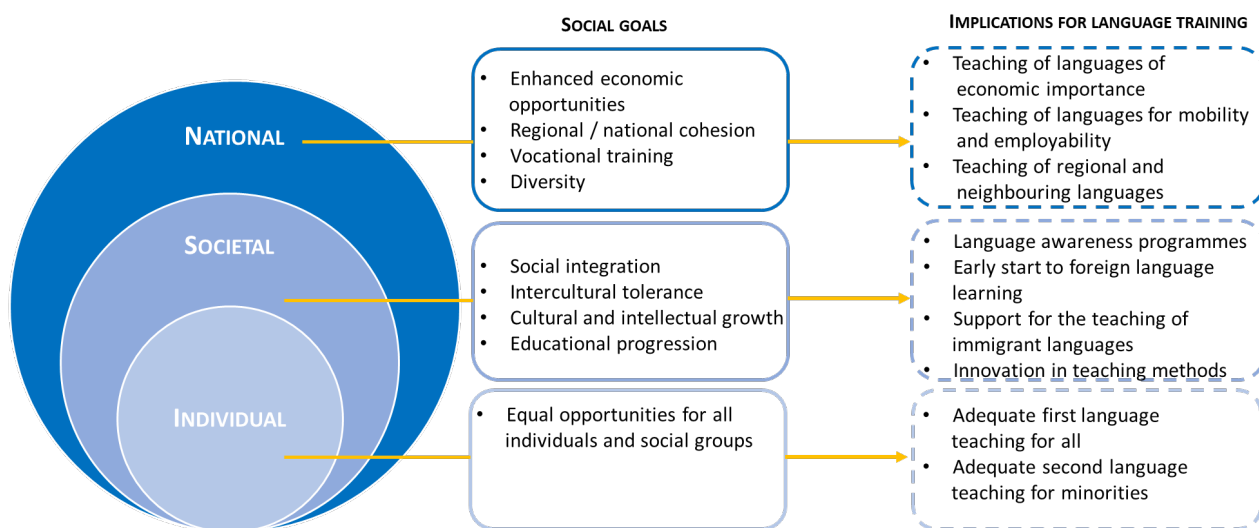 SOCIAL GOALS
IMPLICATIONS FOR LANGUAGE TRAINING
NATIONAL
• Enhanced economic
opportunities
• Regional / national cohesion
• Vocational training
• Diversity
• Teaching of languages of
economic importance
• Teaching of languages for mobility
and employability
• Teaching of regional and
neighbouring languages
SOCIETAL
• Social integration
• Intercultural tolerance
• Cultural and intellectual growth
• Educational progression
• Language awareness programmes
• Early start to foreign language
learning
• Support for the teaching of
immigrant languages
• Innovation in teaching methods
INDIVIDUAL
• Equal opportunities for all
individuals and social groups
• Adequate first language
teaching for all
• Adequate second language
teaching for minorities